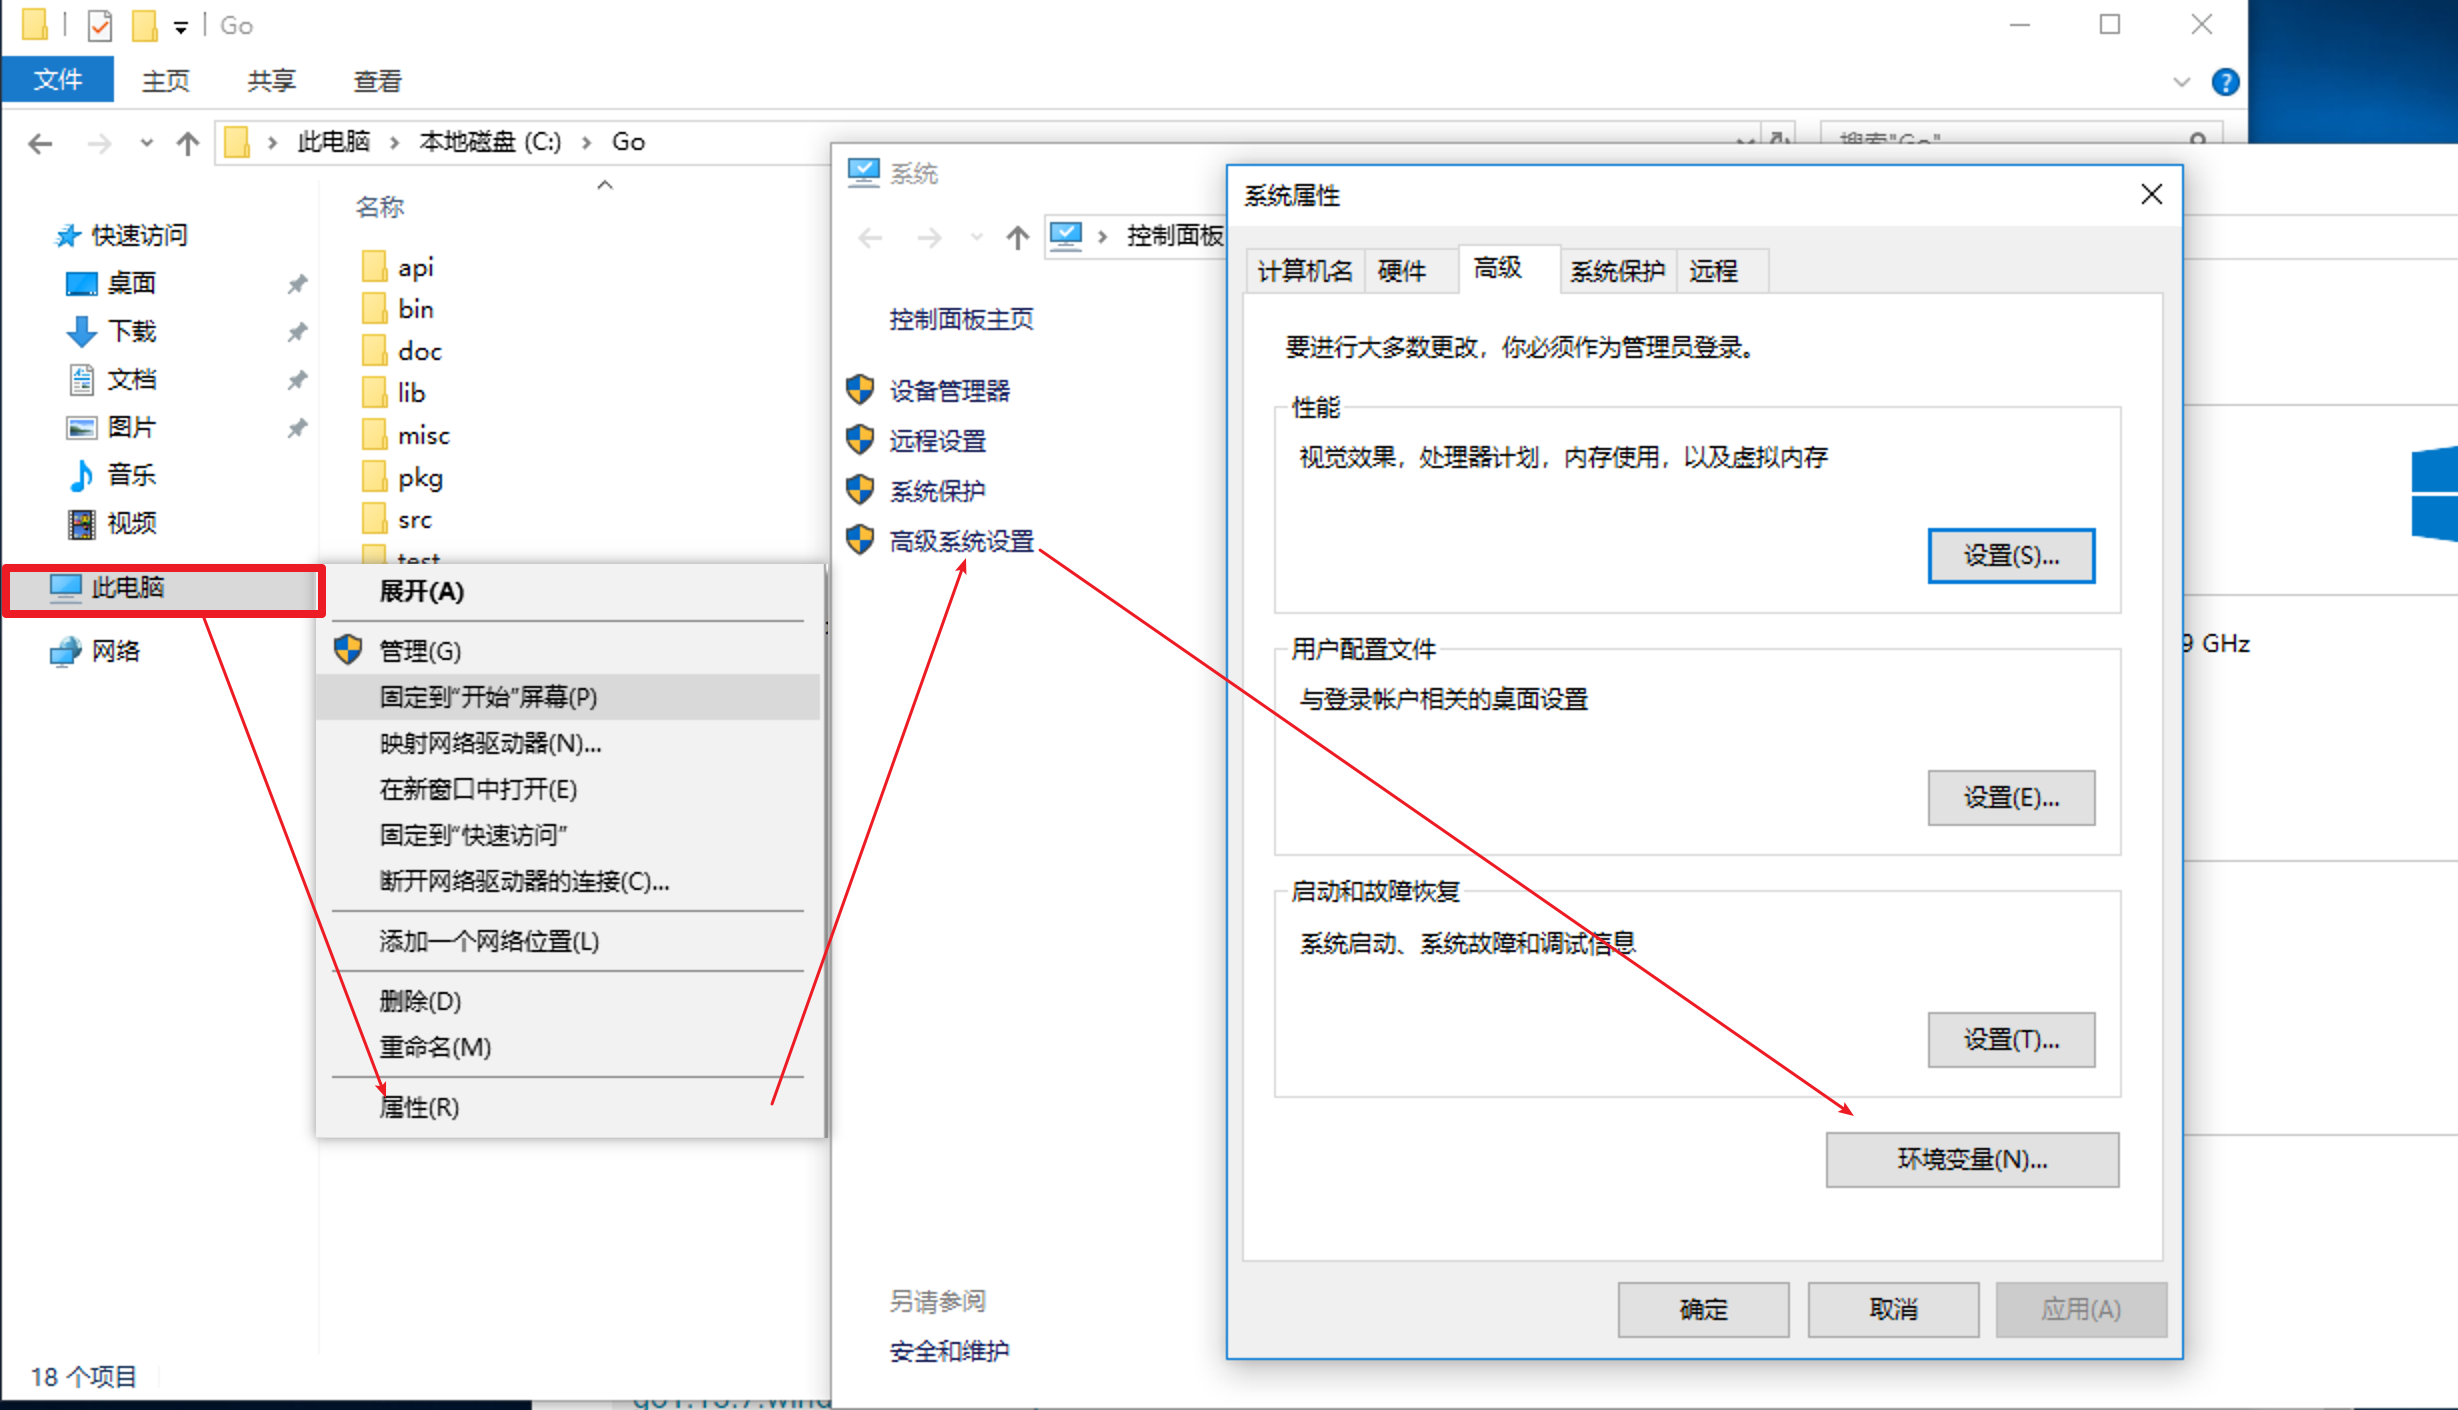 Go
文件
主页
共享
查看
此电脑
本地磁盘 (C:)
Go
搜索"Go"
名称
快速访问
桌面
下载
文档
图片
音乐
视频
此电脑
网络
api
bin
doc
lib
misc
pkg
src
test
展开(A)
管理(G)
固定到“开始”屏幕(P)
映射网络驱动器(N)...
在新窗口中打开(E)
固定到“快速访问”
断开网络驱动器的连接(C)...
添加一个网络位置(L)
删除(D)
重命名(M)
属性(R)
18 个项目
系统
控制面板
控制面板主页
设备管理器
远程设置
系统保护
高级系统设置
另请参阅
安全和维护
系统属性
计算机名
硬件
高级
系统保护
远程
要进行大多数更改，你必须作为管理员登录。
性能
视觉效果，处理器计划，内存使用，以及虚拟内存
设置(S)...
用户配置文件
与登录帐户相关的桌面设置
设置(E)...
启动和故障恢复
系统启动、系统故障和调试信息
设置(T)...
环境变量(N)...
确定
取消
应用(A)
9 GHz